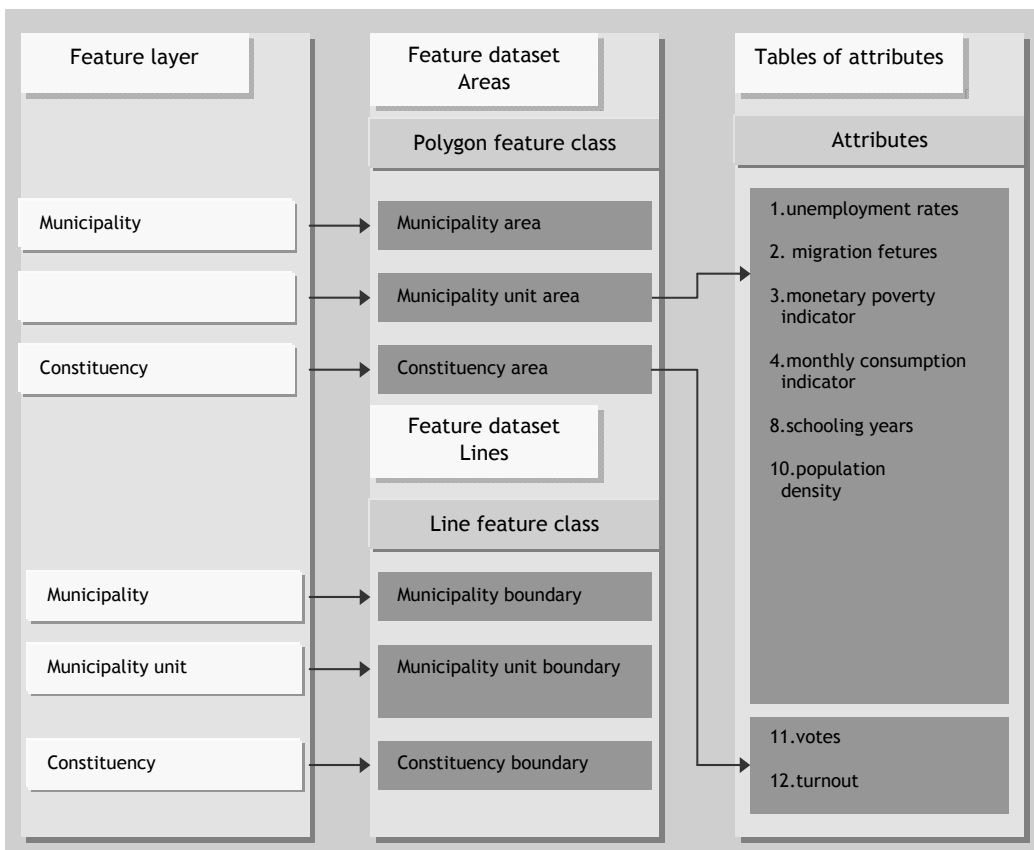 Feature layer
Municipality
Constituency
Municipality
Municipality unit
Constituency
Feature dataset
Areas
Polygon feature class
Municipality area
Municipality unit area
Constituency area
Feature dataset
Lines
Line feature class
Municipality boundary
Municipality unit boundary
Constituency boundary
Tables of attributes
Attributes
1.unemployment rates
2. migration fetures
3.monetary poverty
indicator
4.monthly consumption
indicator
8.schooling years
10.population
density
11.votes
12.turnout